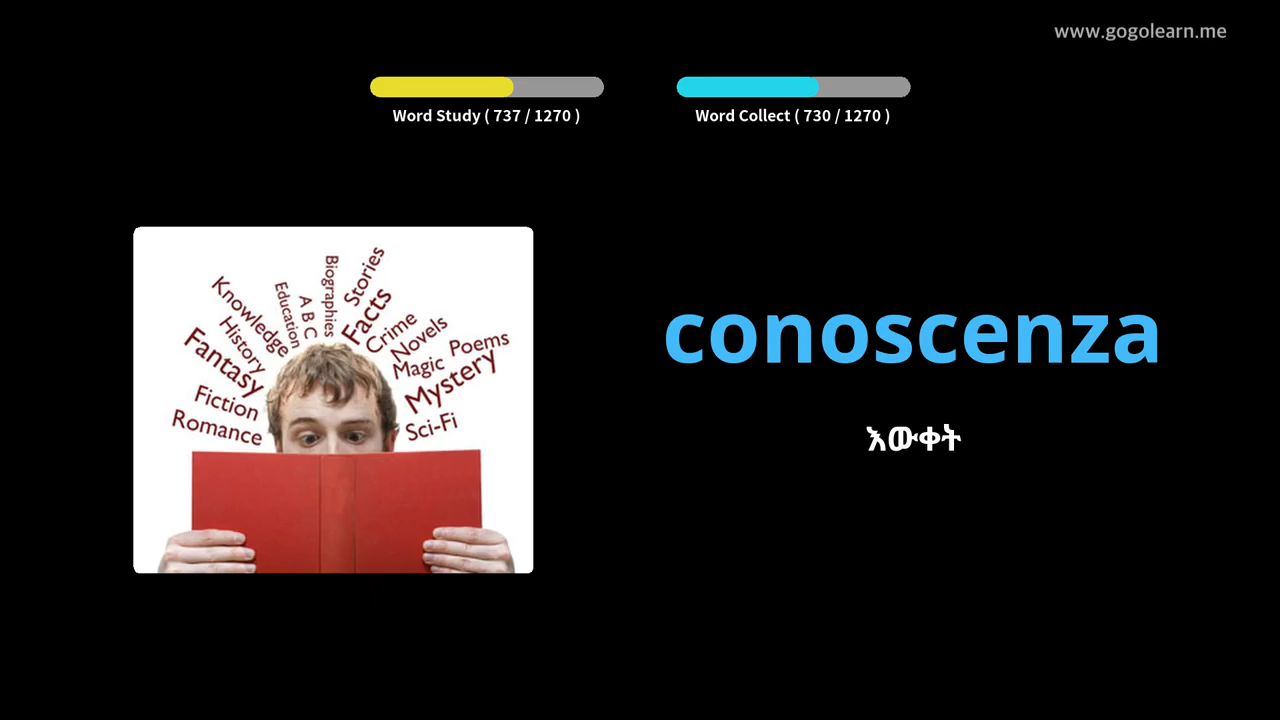 www.gogolearn.me
Word Study ( 737 / 1270 )
Word Collect ( 730 / 1270 )
Knowledge
History
Fantasy
Fiction
Romance
Education
A B C
Biographies
Stories
Facts
Crime
Novels
Magic
Poems
Mystery
Sci-Fi
conoscenza
እውቀት